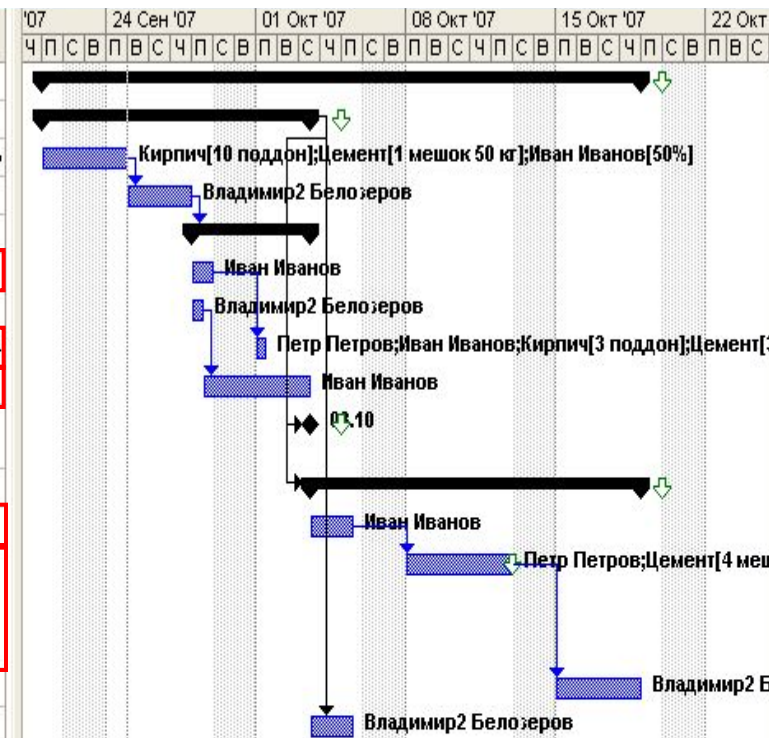 '07 24 Сен '07 01 Окт '07 08 Окт '07 15 Окт '07 22 Окт
Ч П С В П В С Ч П С В П В С Ч П С В П В С Ч П С В П В С Ч П С В П В С
Кирпич[10 поддон];Цемент[1 мешок 50 кг];Иван Иванов[50%]
Владимир2 Белозеров
Иван Иванов
Владимир2 Белозеров
Петр Петров;Иван Иванов;Кирпич[3 поддон];Цемент[3
Иван Иванов
03.10
Иван Иванов
Петр Петров;Цемент[4 меш
Владимир2 Б
Владимир2 Белозеров